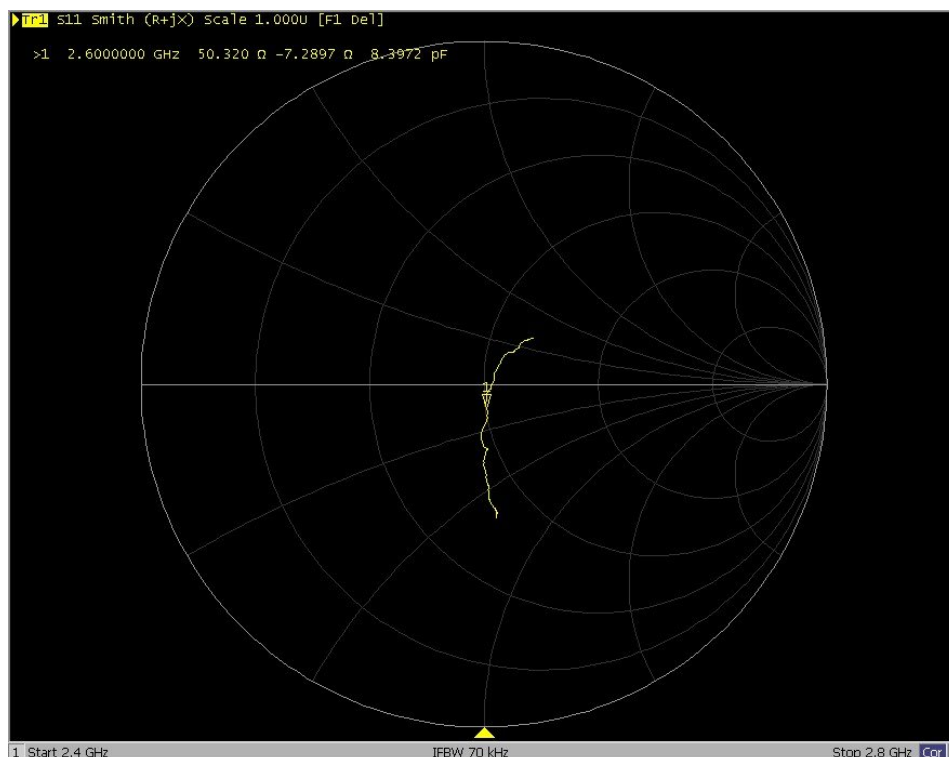 Tr1 S11 Smith (R+jX) Scale 1.000U [F1 Del]
>1 2.6000000 GHz 50.320 Ω -7.2897 Ω 8.3972 pF
1
1 Start 2.4 GHz IFBW 70 kHz Stop 2.8 GHz Cor